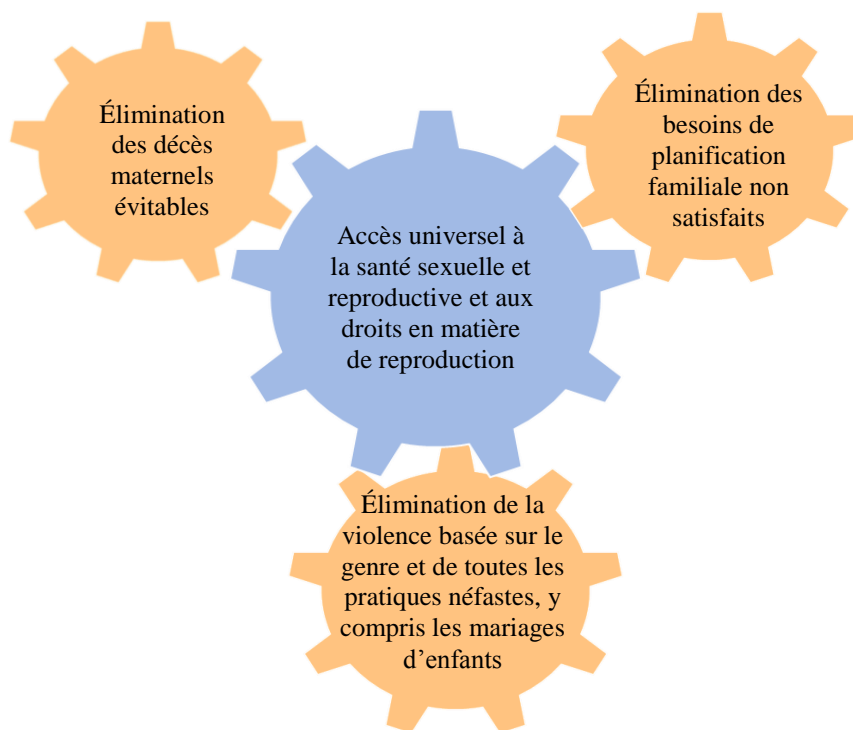 Élimination
des décès
maternels
évitables
Élimination des
besoins de
planification
familiale non
satisfaits
Accès universel à
la santé sexuelle et
reproductive et aux
droits en matière
de reproduction
Élimination de la
violence basée sur le
genre et de toutes les
pratiques néfastes, y
compris les mariages
d’enfants